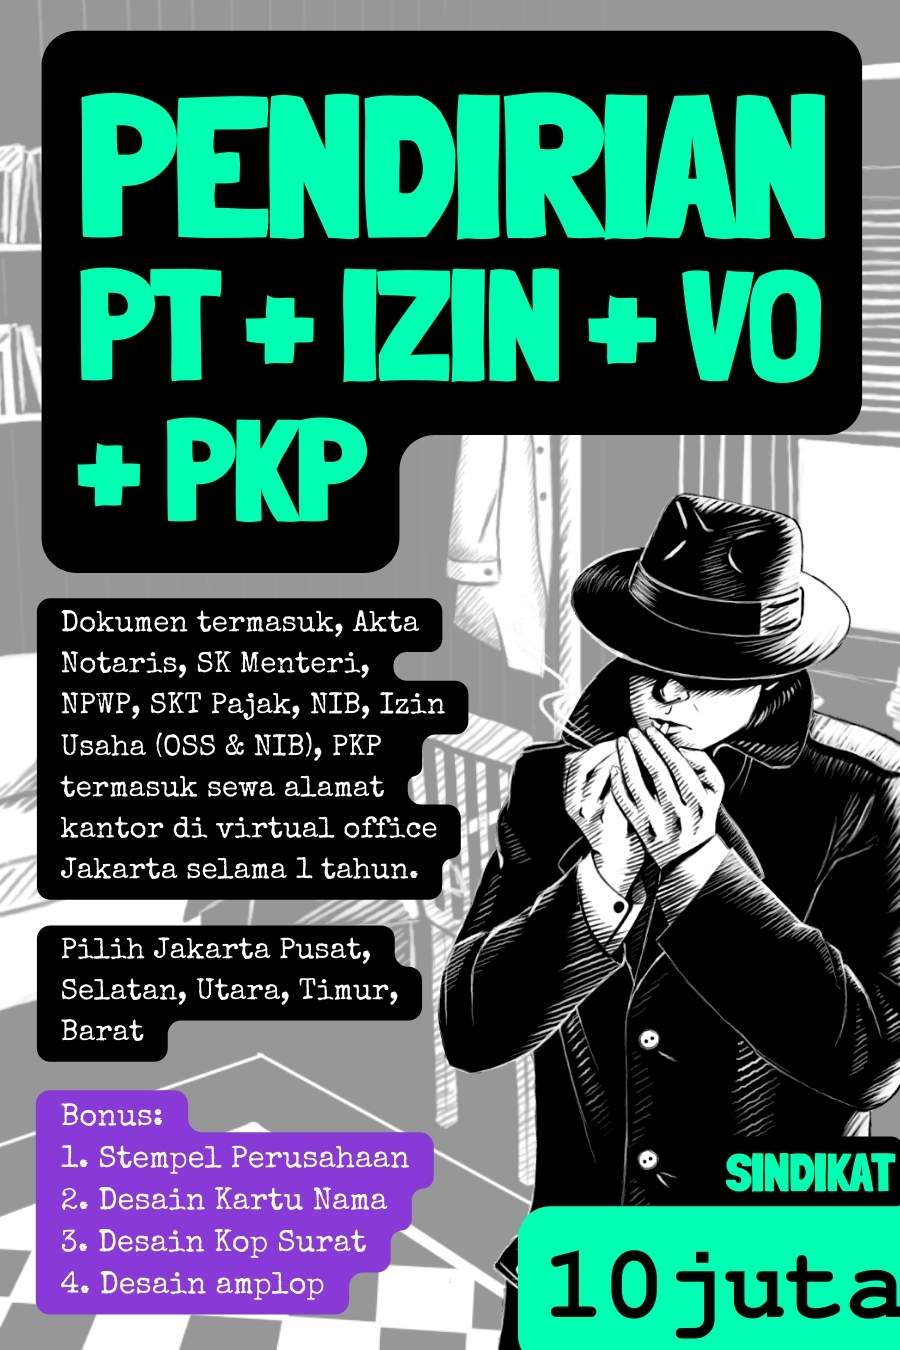 PENDIRIAN
PT + IZIN + VO
+ PKP
Dokumen termasuk, Akta
Notaris, SK Menteri,
NPWP, SKT Pajak, NIB, Izin
Usaha (OSS & NIB), PKP
termasuk sewa alamat
kantor di virtual office
Jakarta selama 1 tahun.
Pilih Jakarta Pusat,
Selatan, Utara, Timur,
Barat
Bonus:
1. Stempel Perusahaan
2. Desain Kartu Nama
3. Desain Kop Surat
4. Desain amplop
SINDIKAT
10juta